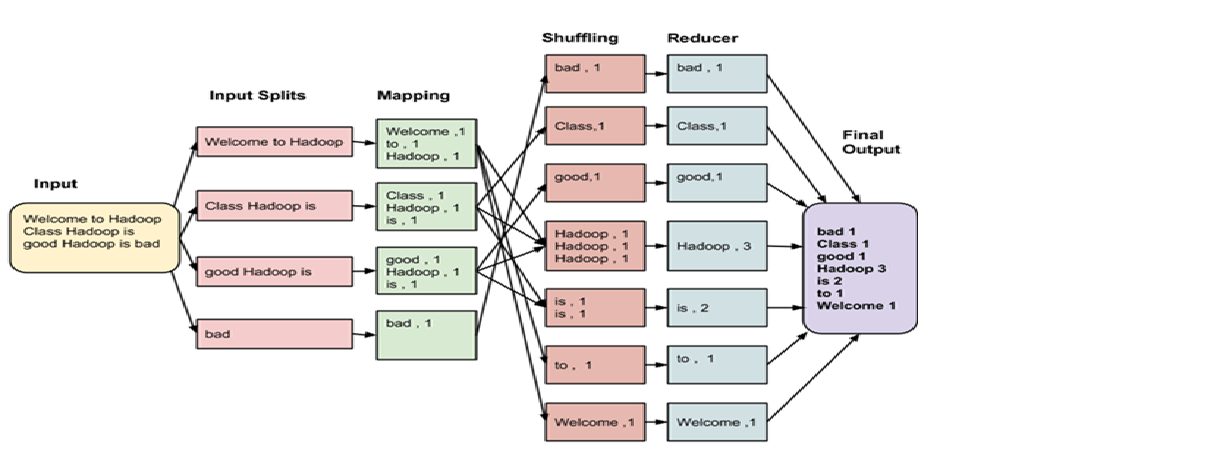 Input
Welcome to Hadoop
Class Hadoop is
good Hadoop is bad
Input Splits
Welcome to Hadoop
Class Hadoop is
good Hadoop is
bad
Mapping
Welcome ,1
to , 1
Hadoop , 1
Class , 1
Hadoop , 1
is , 1
good , 1
Hadoop , 1
is , 1
bad , 1
Shuffling
bad , 1
Class,1
good,1
Hadoop , 1
Hadoop , 1
Hadoop , 1
is , 1
is , 1
to , 1
Welcome ,1
Reducer
bad , 1
Class,1
good,1
Hadoop , 3
is , 2
to , 1
Welcome ,1
Final
Output
bad 1
Class 1
good 1
Hadoop 3
is 2
to 1
Welcome 1